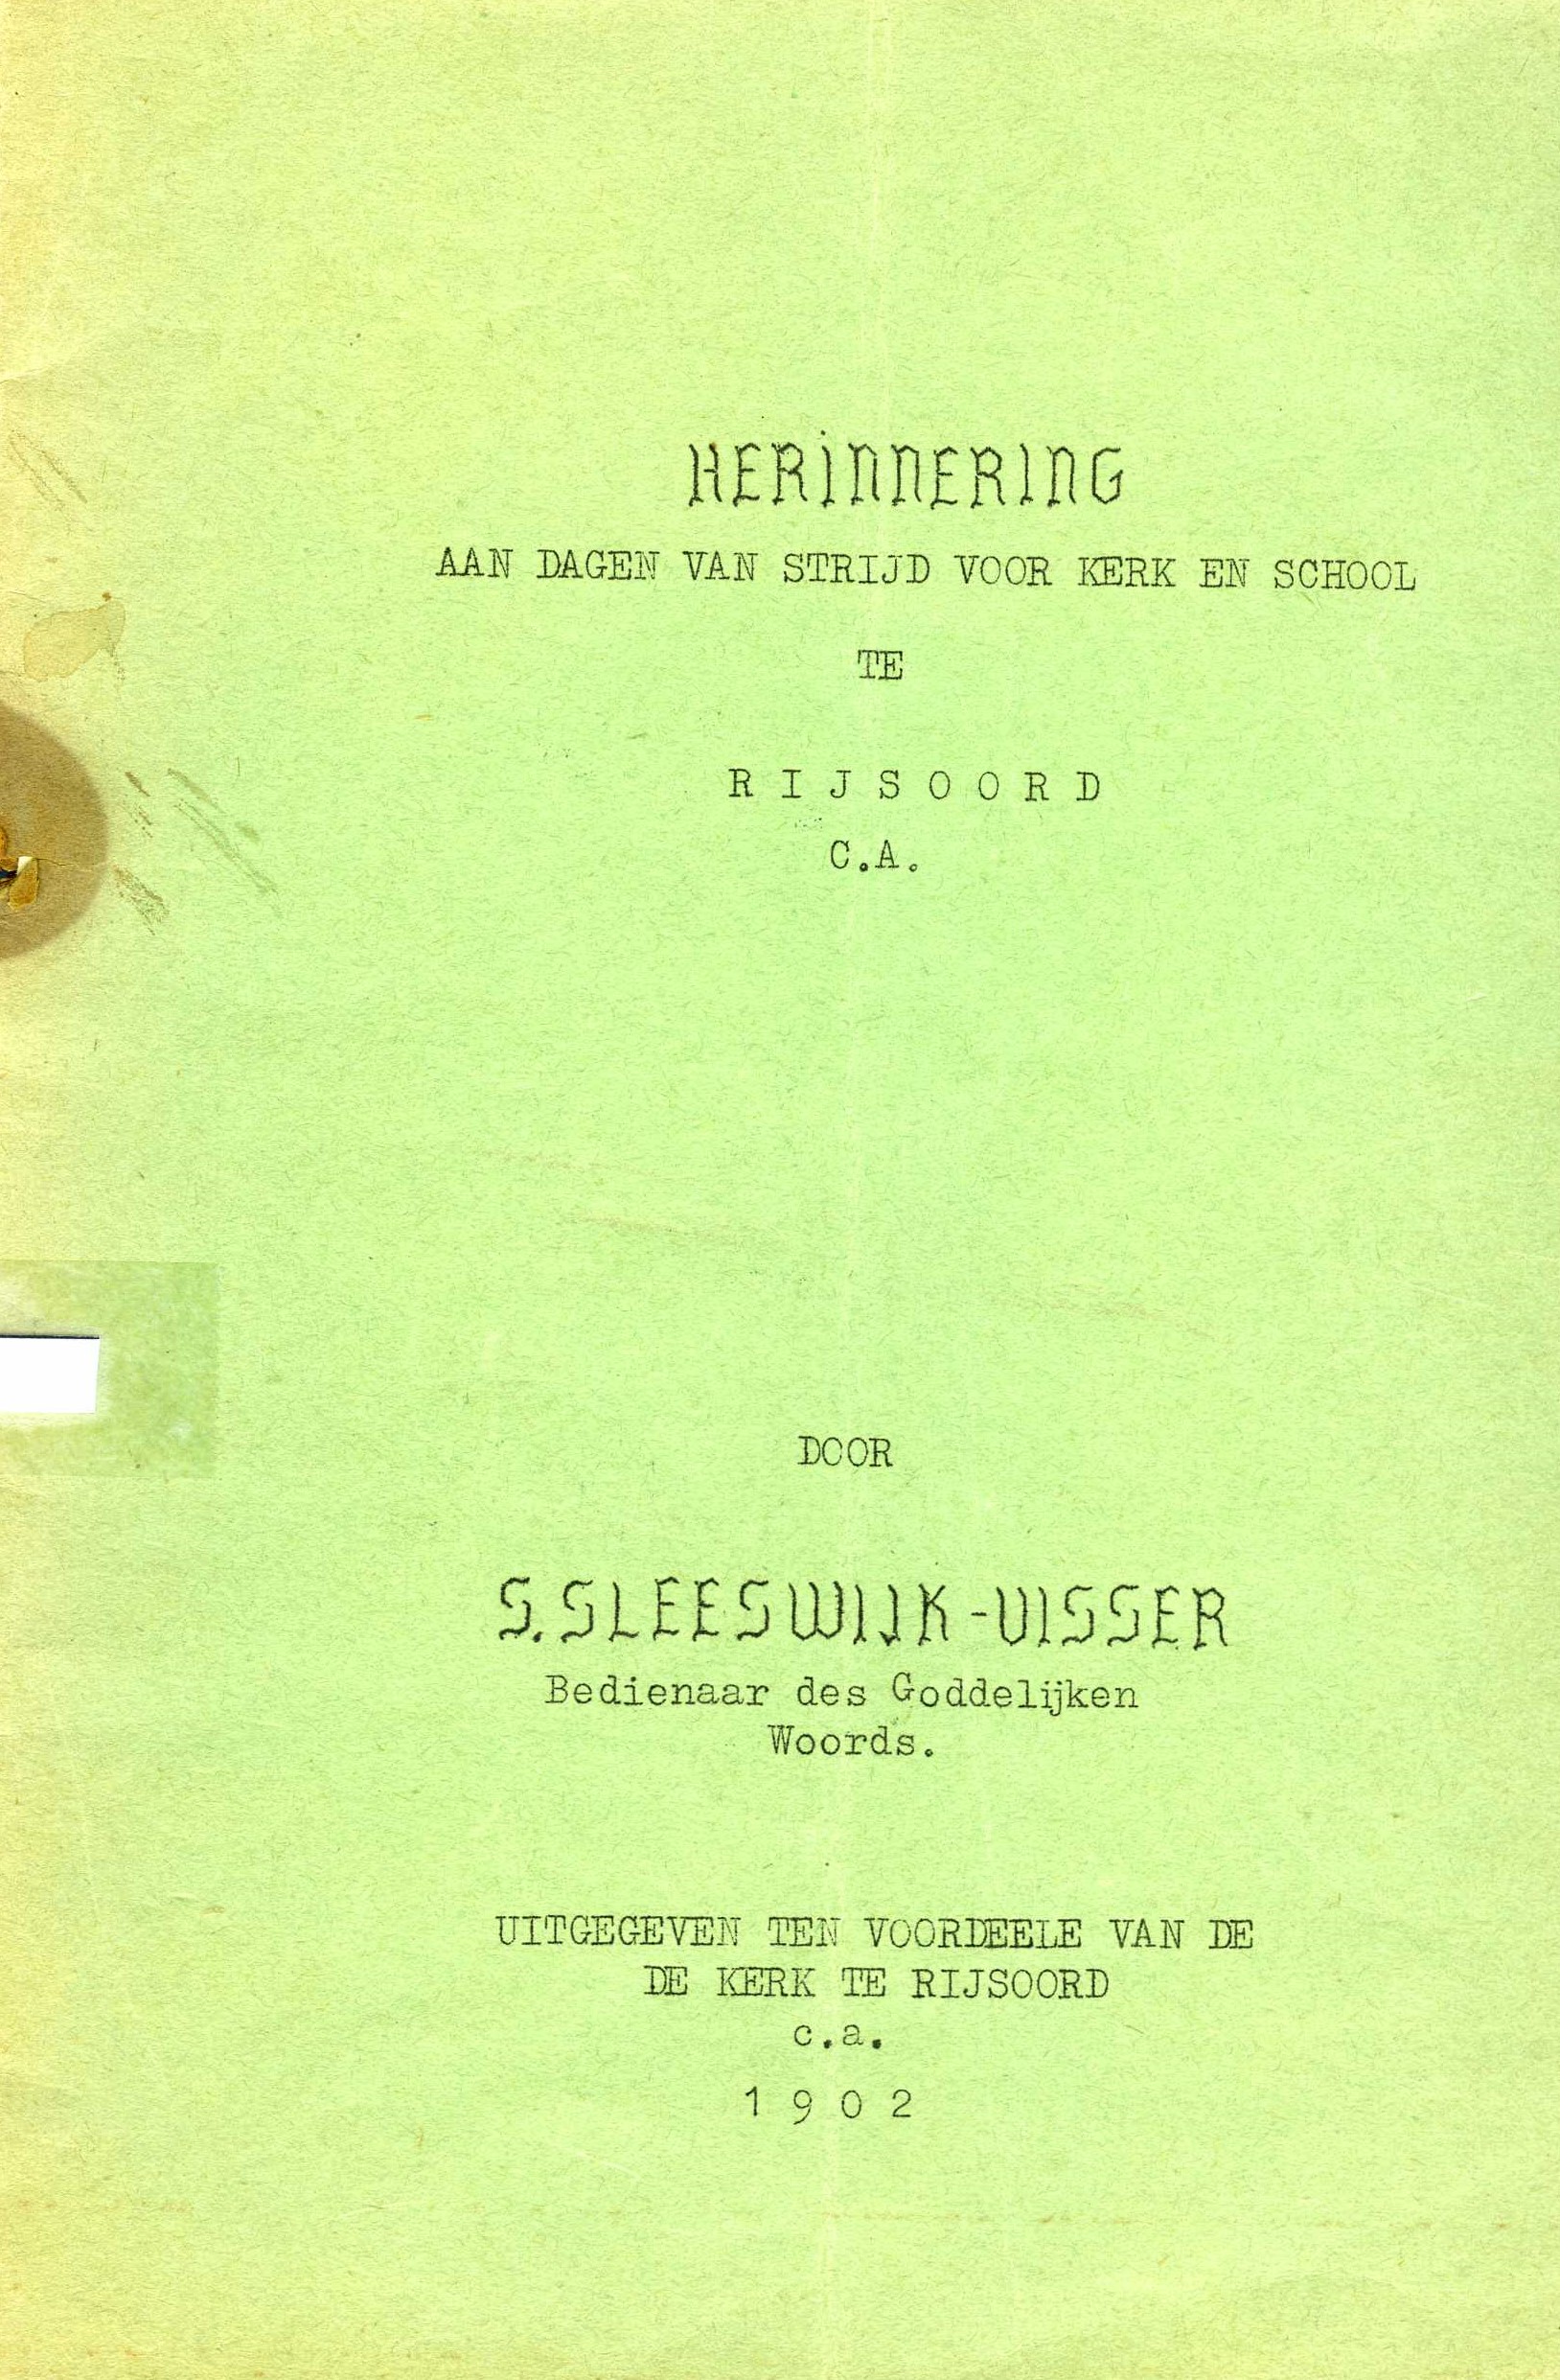 HERINNERING
AAN DAGEN VAN STRIJD VOOR KERK EN SCHOOL
TE
R I J S O O R D
C.A.
DOOR
S. SLEESWIJK-VISSER
Bedienaar des Goddelijken
Woords.
UITGEGEVEN TEN VOORDEELE VAN DE
DE KERK TE RIJSOORD
c.a.
1 9 0 2